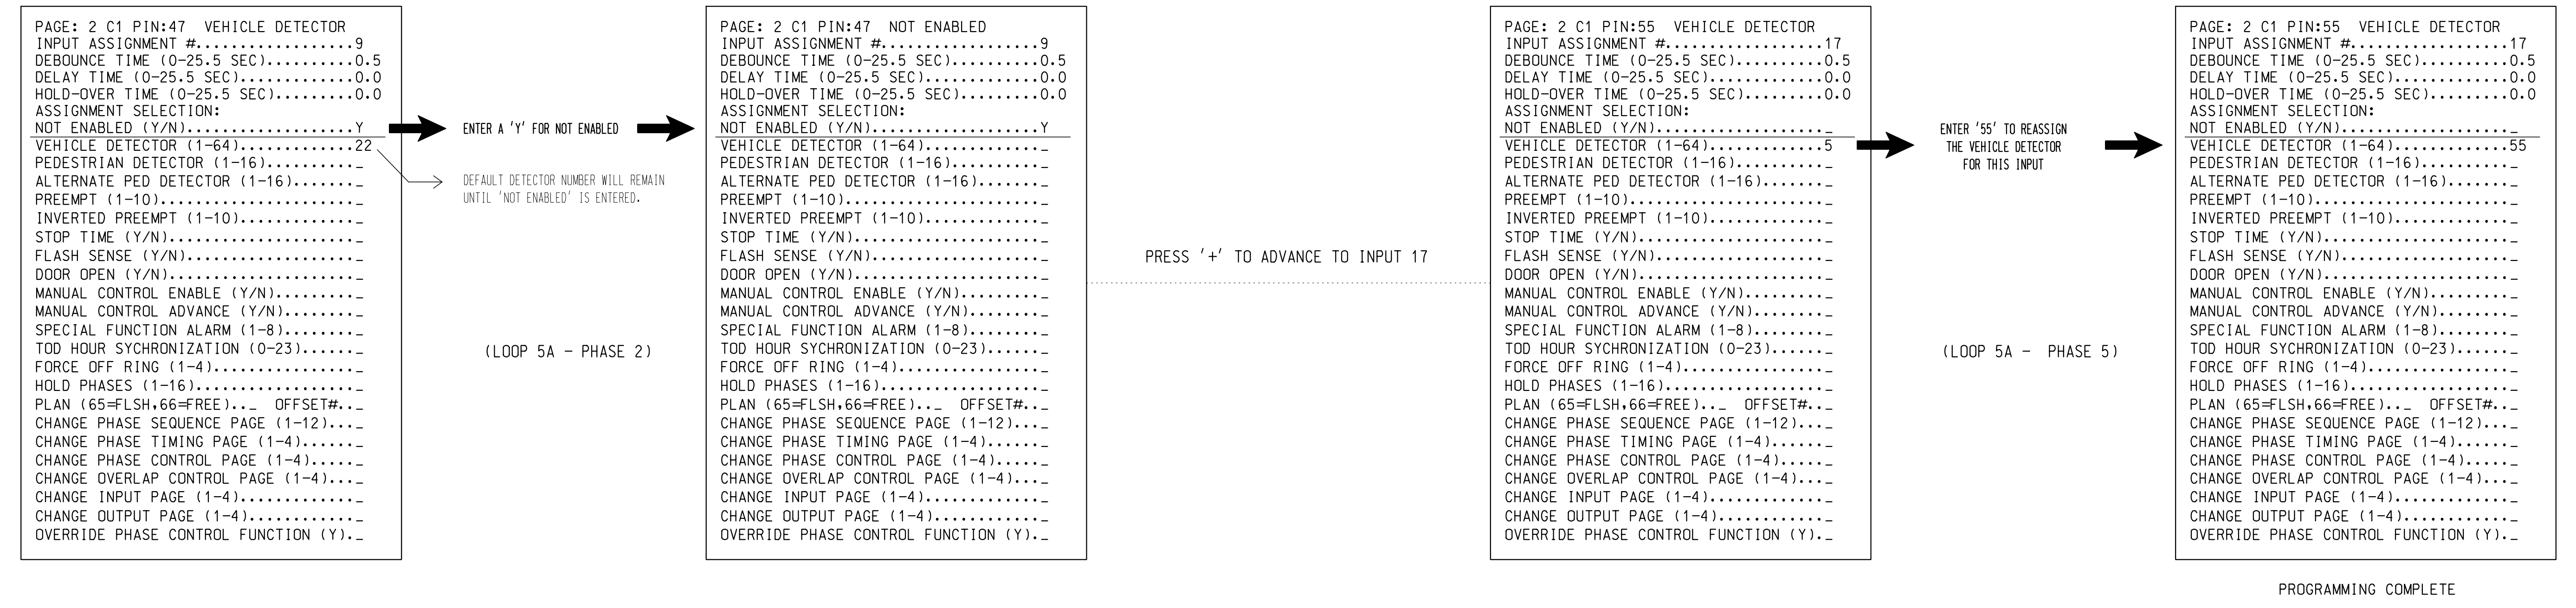 PAGE: 2 C1 PIN:47 VEHICLE DETECTOR
INPUT ASSIGNMENT #..................9
DEBOUNCE TIME (0-25.5 SEC).........0.5
DELAY TIME (0-25.5 SEC)............0.0
HOLD-OVER TIME (0-25.5 SEC).........0.0
ASSIGNMENT SELECTION:
NOT ENABLED (Y/N)...................Y
VEHICLE DETECTOR (1-64).............22
PEDESTRIAN DETECTOR (1-16)..........._
ALTERNATE PED DETECTOR (1-16)......._
PREEMPT (1-10)......................_
INVERTED PREEMPT (1-10)............._
STOP TIME (Y/N)....................._
FLASH SENSE (Y/N)..................._
DOOR OPEN (Y/N)....................._
MANUAL CONTROL ENABLE (Y/N)........._
MANUAL CONTROL ADVANCE (Y/N)........_
SPECIAL FUNCTION ALARM (1-8)........_
TOD HOUR SYCHRONIZATION (0-23)......_
FORCE OFF RING (1-4)................_
HOLD PHASES (1-16).................._
PLAN (65=FLSH,66=FREE).._ OFFSET#.._
CHANGE PHASE SEQUENCE PAGE (1-12)..._
CHANGE PHASE TIMING PAGE (1-4)......_
CHANGE PHASE CONTROL PAGE (1-4)....._
CHANGE OVERLAP CONTROL PAGE (1-4)..._
CHANGE INPUT PAGE (1-4)............._
CHANGE OUTPUT PAGE (1-4)............_
OVERRIDE PHASE CONTROL FUNCTION (Y)._
ENTER A 'Y' FOR NOT ENABLED
DEFAULT DETECTOR NUMBER WILL REMAIN
UNTIL 'NOT ENABLED' IS ENTERED.
(LOOP 5A - PHASE 2)
PAGE: 2 C1 PIN:47 NOT ENABLED
INPUT ASSIGNMENT #..................9
DEBOUNCE TIME (0-25.5 SEC).........0.5
DELAY TIME (0-25.5 SEC)............0.0
HOLD-OVER TIME (0-25.5 SEC).........0.0
ASSIGNMENT SELECTION:
NOT ENABLED (Y/N)...................Y
VEHICLE DETECTOR (1-64)............._
PEDESTRIAN DETECTOR (1-16)..........._
ALTERNATE PED DETECTOR (1-16)......._
PREEMPT (1-10)......................_
INVERTED PREEMPT (1-10)............._
STOP TIME (Y/N)....................._
FLASH SENSE (Y/N)..................._
DOOR OPEN (Y/N)....................._
MANUAL CONTROL ENABLE (Y/N)........._
MANUAL CONTROL ADVANCE (Y/N)........_
SPECIAL FUNCTION ALARM (1-8)........_
TOD HOUR SYCHRONIZATION (0-23)......_
FORCE OFF RING (1-4)................_
HOLD PHASES (1-16).................._
PLAN (65=FLSH,66=FREE).._ OFFSET#.._
CHANGE PHASE SEQUENCE PAGE (1-12)..._
CHANGE PHASE TIMING PAGE (1-4)......_
CHANGE PHASE CONTROL PAGE (1-4)....._
CHANGE OVERLAP CONTROL PAGE (1-4)..._
CHANGE INPUT PAGE (1-4)............._
CHANGE OUTPUT PAGE (1-4)............_
OVERRIDE PHASE CONTROL FUNCTION (Y)._
PRESS '+' TO ADVANCE TO INPUT 17
PAGE: 2 C1 PIN:55 VEHICLE DETECTOR
INPUT ASSIGNMENT #..................17
DEBOUNCE TIME (0-25.5 SEC).........0.5
DELAY TIME (0-25.5 SEC)............0.0
HOLD-OVER TIME (0-25.5 SEC).........0.0
ASSIGNMENT SELECTION:
NOT ENABLED (Y/N)..................._
VEHICLE DETECTOR (1-64).............5
PEDESTRIAN DETECTOR (1-16)..........._
ALTERNATE PED DETECTOR (1-16)......._
PREEMPT (1-10)......................_
INVERTED PREEMPT (1-10)............._
STOP TIME (Y/N)....................._
FLASH SENSE (Y/N)..................._
DOOR OPEN (Y/N)....................._
MANUAL CONTROL ENABLE (Y/N)........._
MANUAL CONTROL ADVANCE (Y/N)........_
SPECIAL FUNCTION ALARM (1-8)........_
TOD HOUR SYCHRONIZATION (0-23)......_
FORCE OFF RING (1-4)................_
HOLD PHASES (1-16).................._
PLAN (65=FLSH,66=FREE).._ OFFSET#.._
CHANGE PHASE SEQUENCE PAGE (1-12)..._
CHANGE PHASE TIMING PAGE (1-4)......_
CHANGE PHASE CONTROL PAGE (1-4)....._
CHANGE OVERLAP CONTROL PAGE (1-4)..._
CHANGE INPUT PAGE (1-4)............._
CHANGE OUTPUT PAGE (1-4)............_
OVERRIDE PHASE CONTROL FUNCTION (Y)._
ENTER '55' TO REASSIGN
THE VEHICLE DETECTOR
FOR THIS INPUT
(LOOP 5A - PHASE 5)
PAGE: 2 C1 PIN:55 VEHICLE DETECTOR
INPUT ASSIGNMENT #..................17
DEBOUNCE TIME (0-25.5 SEC).........0.5
DELAY TIME (0-25.5 SEC)............0.0
HOLD-OVER TIME (0-25.5 SEC).........0.0
ASSIGNMENT SELECTION:
NOT ENABLED (Y/N)..................._
VEHICLE DETECTOR (1-64).............55
PEDESTRIAN DETECTOR (1-16)..........._
ALTERNATE PED DETECTOR (1-16)......._
PREEMPT (1-10)......................_
INVERTED PREEMPT (1-10)............._
STOP TIME (Y/N)....................._
FLASH SENSE (Y/N)..................._
DOOR OPEN (Y/N)....................._
MANUAL CONTROL ENABLE (Y/N)........._
MANUAL CONTROL ADVANCE (Y/N)........_
SPECIAL FUNCTION ALARM (1-8)........_
TOD HOUR SYCHRONIZATION (0-23)......_
FORCE OFF RING (1-4)................_
HOLD PHASES (1-16).................._
PLAN (65=FLSH,66=FREE).._ OFFSET#.._
CHANGE PHASE SEQUENCE PAGE (1-12)..._
CHANGE PHASE TIMING PAGE (1-4)......_
CHANGE PHASE CONTROL PAGE (1-4)....._
CHANGE OVERLAP CONTROL PAGE (1-4)..._
CHANGE INPUT PAGE (1-4)............._
CHANGE OUTPUT PAGE (1-4)............_
OVERRIDE PHASE CONTROL FUNCTION (Y)._
PROGRAMMING COMPLETE